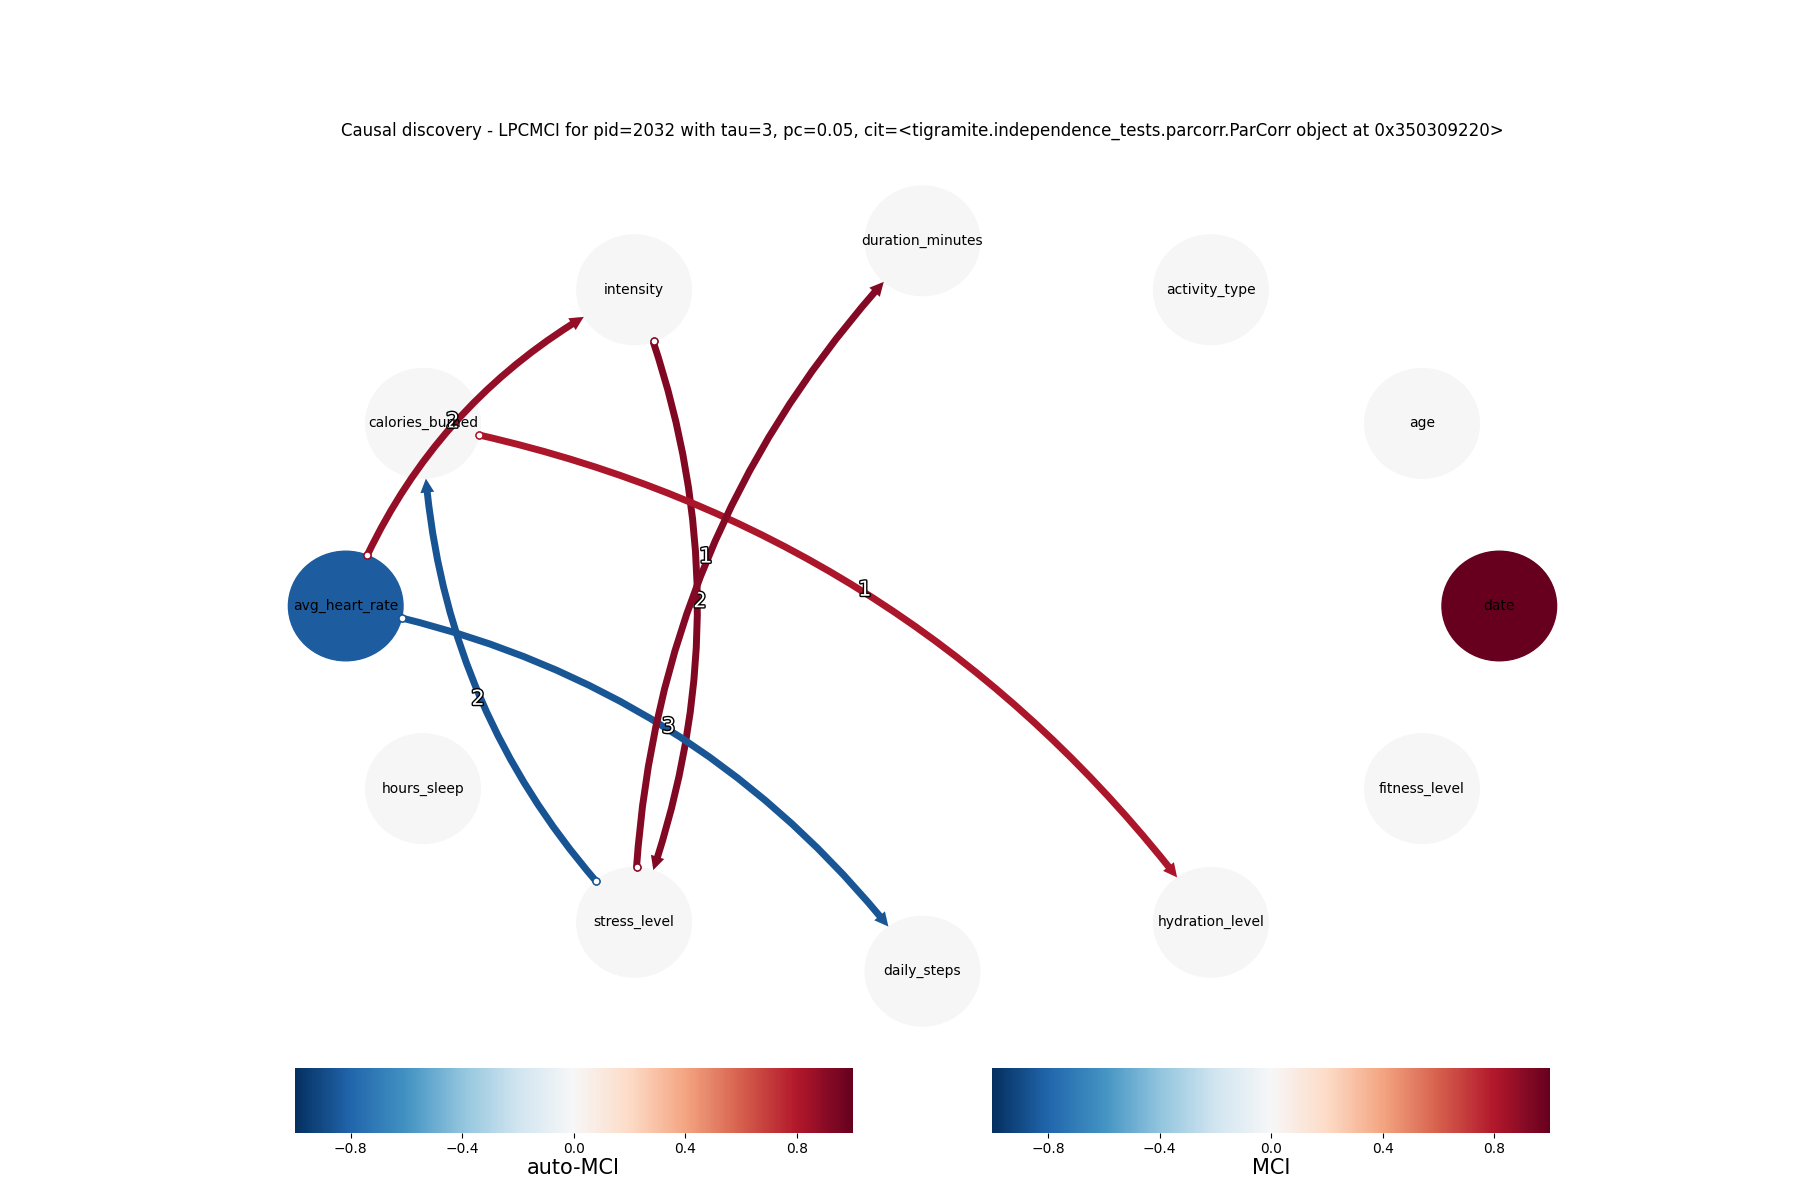 Causal discovery - LPCMCI for pid=2032 with tau=3, pc=0.05, cit=<tigramite.independence_tests.parcorr.ParCorr object at 0x350309220>
duration_minutes
intensity
activity_type
2
calories_burned
age
1
1
2
avg_heart_rate
date
2
3
hours_sleep
fitness_level
stress_level
hydration_level
daily_steps
−0.8 −0.4 0.0 0.4 0.8
auto-MCI
−0.8 −0.4 0.0 0.4 0.8
MCI